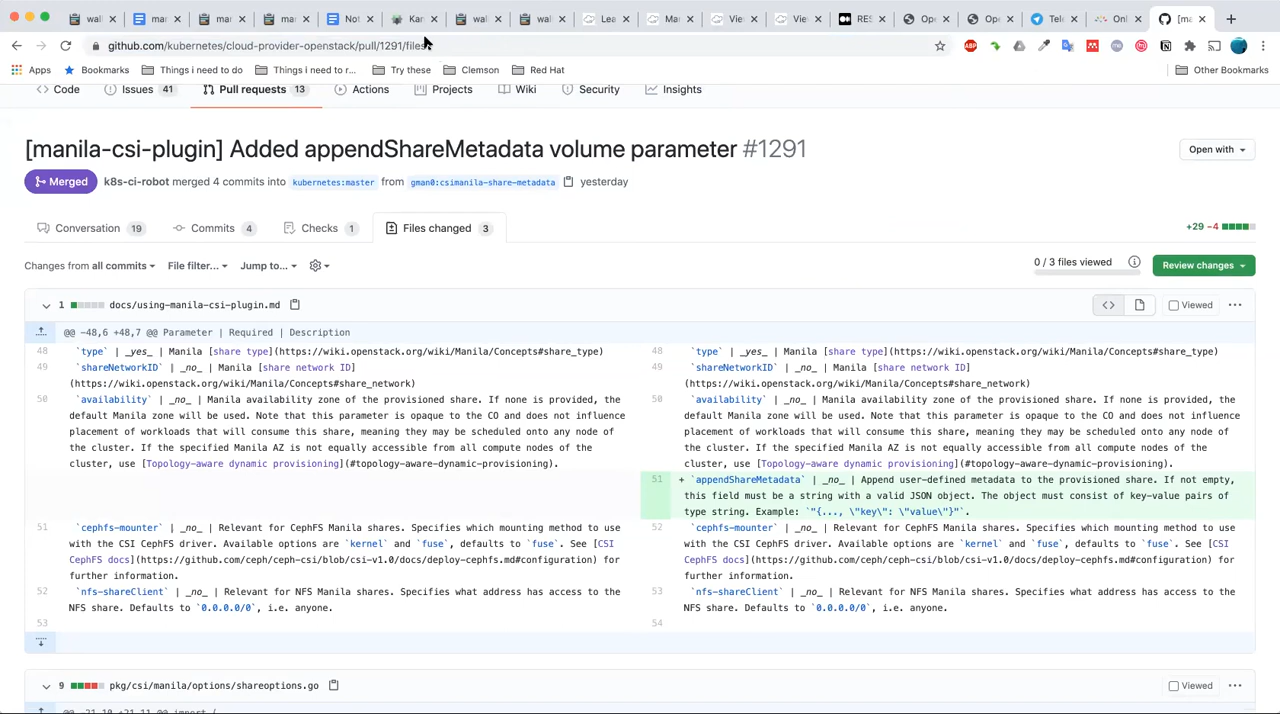 wall
mar
mar
mar
Not
Kar
wal
wal
Lea
Mar
Vie
Vie
RES
Ope
Ope
Tel
Onl
[ma
github.com/kubernetes/cloud-provider-openstack/pull/1291/files
Apps
Bookmarks
Things i need to do
Things i need to r...
Try these
Clemson
Red Hat
Other Bookmarks
Code
Issues 41
Pull requests 13
Actions
Projects
Wiki
Security
Insights
[manila-csi-plugin] Added appendShareMetadata volume parameter #1291
Open with
Merged k8s-ci-robot merged 4 commits into kubernetes:master from gman0:csimanila-share-metadata yesterday
Conversation 19
Commits 4
Checks 1
Files changed 3
+29 −4
Changes from all commits
File filter...
Jump to...
0 / 3 files viewed
Review changes
1 docs/using-manila-csi-plugin.md
Viewed
@@ -48,6 +48,7 @@ Parameter | Required | Description
48 `type` | _yes_ | Manila [share type](https://wiki.openstack.org/wiki/Manila/Concepts#share_type)
49 `shareNetworkID` | _no_ | Manila [share network ID]
(https://wiki.openstack.org/wiki/Manila/Concepts#share_network)
50 `availability` | _no_ | Manila availability zone of the provisioned share. If none is provided, the
default Manila zone will be used. Note that this parameter is opaque to the CO and does not influence
placement of workloads that will consume this share, meaning they may be scheduled onto any node of
the cluster. If the specified Manila AZ is not equally accessible from all compute nodes of the
cluster, use [Topology-aware dynamic provisioning](#topology-aware-dynamic-provisioning).
51 `cephfs-mounter` | _no_ | Relevant for CephFS Manila shares. Specifies which mounting method to use
with the CSI CephFS driver. Available options are `kernel` and `fuse`, defaults to `fuse`. See [CSI
CephFS docs](https://github.com/ceph/ceph-csi/blob/csi-v1.0/docs/deploy-cephfs.md#configuration) for
further information.
52 `nfs-shareClient` | _no_ | Relevant for NFS Manila shares. Specifies what address has access to the
NFS share. Defaults to `0.0.0.0/0`, i.e. anyone.
53
48 `type` | _yes_ | Manila [share type](https://wiki.openstack.org/wiki/Manila/Concepts#share_type)
49 `shareNetworkID` | _no_ | Manila [share network ID]
(https://wiki.openstack.org/wiki/Manila/Concepts#share_network)
50 `availability` | _no_ | Manila availability zone of the provisioned share. If none is provided, the
default Manila zone will be used. Note that this parameter is opaque to the CO and does not influence
placement of workloads that will consume this share, meaning they may be scheduled onto any node of
the cluster. If the specified Manila AZ is not equally accessible from all compute nodes of the
cluster, use [Topology-aware dynamic provisioning](#topology-aware-dynamic-provisioning).
51 + `appendShareMetadata` | _no_ | Append user-defined metadata to the provisioned share. If not empty,
this field must be a string with a valid JSON object. The object must consist of key-value pairs of
type string. Example: `"{..., \"key\": \"value\"}"`.
52 `cephfs-mounter` | _no_ | Relevant for CephFS Manila shares. Specifies which mounting method to use
with the CSI CephFS driver. Available options are `kernel` and `fuse`, defaults to `fuse`. See [CSI
CephFS docs](https://github.com/ceph/ceph-csi/blob/csi-v1.0/docs/deploy-cephfs.md#configuration) for
further information.
53 `nfs-shareClient` | _no_ | Relevant for NFS Manila shares. Specifies what address has access to the
NFS share. Defaults to `0.0.0.0/0`, i.e. anyone.
54
9 pkg/csi/manila/options/shareoptions.go
Viewed